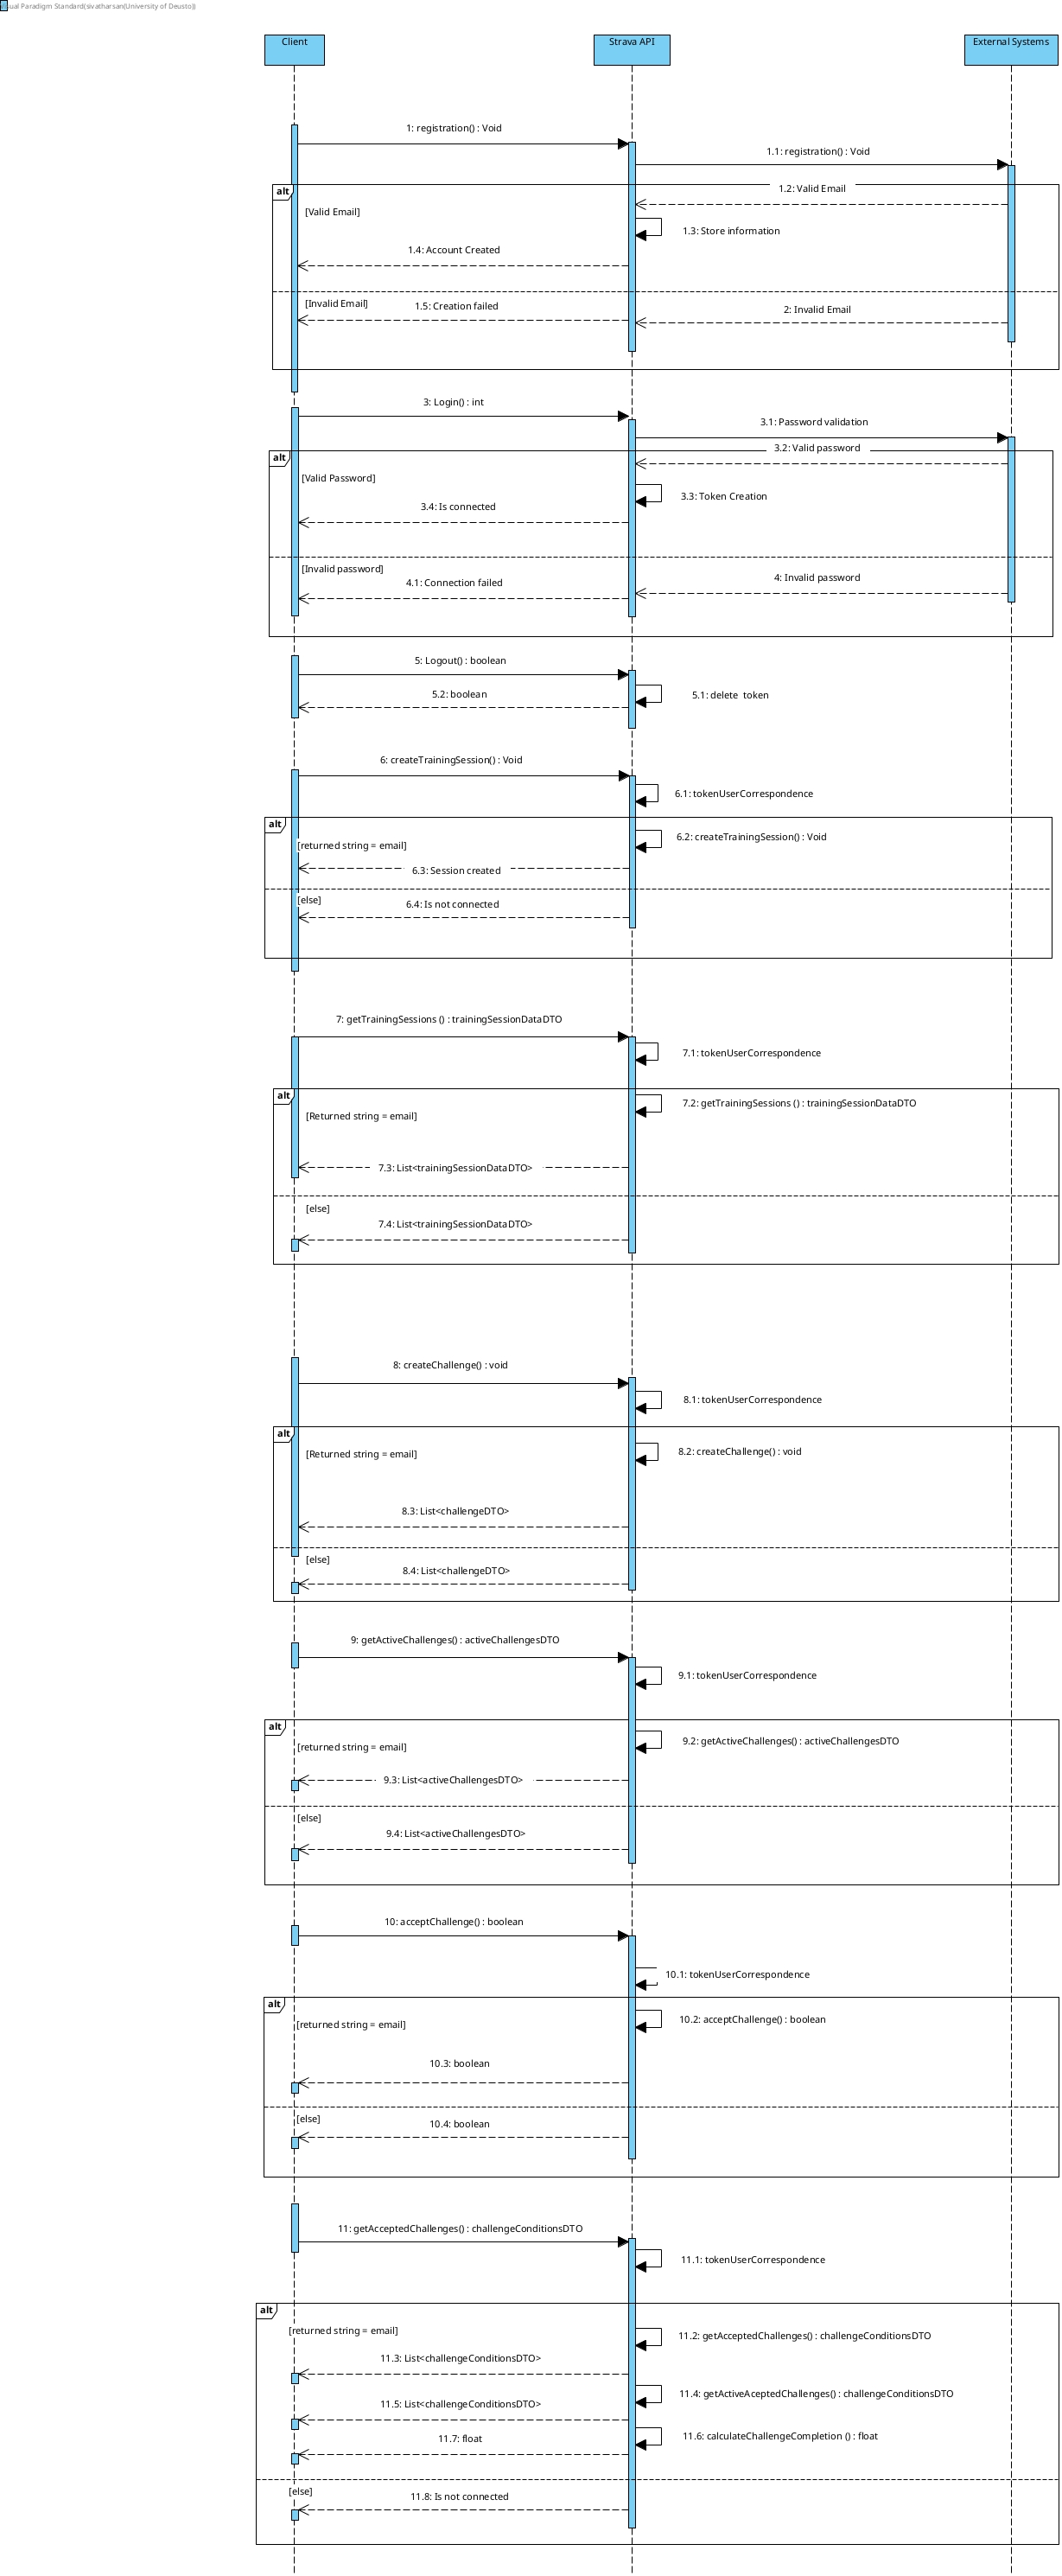 Visual Paradigm Standard(sivatharsan(University of Deusto))
Client
Strava API
External Systems
1: registration() : Void
1.1: registration() : Void
alt
1.2: Valid Email
[Valid Email]
1.3: Store information
1.4: Account Created
[Invalid Email]
1.5: Creation failed
2: Invalid Email
3: Login() : int
3.1: Password validation
alt
3.2: Valid password
[Valid Password]
3.3: Token Creation
3.4: Is connected
[Invalid password]
4.1: Connection failed
4: Invalid password
5: Logout() : boolean
5.2: boolean
5.1: delete  token
6: createTrainingSession() : Void
6.1: tokenUserCorrespondence
alt
6.2: createTrainingSession() : Void
[returned string = email]
6.3: Session created
[else]
6.4: Is not connected
7: getTrainingSessions () : trainingSessionDataDTO
7.1: tokenUserCorrespondence
alt
7.2: getTrainingSessions () : trainingSessionDataDTO
[Returned string = email]
7.3: List<trainingSessionDataDTO>
[else]
7.4: List<trainingSessionDataDTO>
8: createChallenge() : void
8.1: tokenUserCorrespondence
alt
[Returned string = email]
8.2: createChallenge() : void
8.3: List<challengeDTO>
[else]
8.4: List<challengeDTO>
9: getActiveChallenges() : activeChallengesDTO
9.1: tokenUserCorrespondence
alt
[returned string = email]
9.2: getActiveChallenges() : activeChallengesDTO
9.3: List<activeChallengesDTO>
[else]
9.4: List<activeChallengesDTO>
10: acceptChallenge() : boolean
10.1: tokenUserCorrespondence
alt
[returned string = email]
10.2: acceptChallenge() : boolean
10.3: boolean
[else]
10.4: boolean
11: getAcceptedChallenges() : challengeConditionsDTO
11.1: tokenUserCorrespondence
alt
[returned string = email]
11.2: getAcceptedChallenges() : challengeConditionsDTO
11.3: List<challengeConditionsDTO>
11.4: getActiveAceptedChallenges() : challengeConditionsDTO
11.5: List<challengeConditionsDTO>
11.6: calculateChallengeCompletion () : float
11.7: float
[else]
11.8: Is not connected